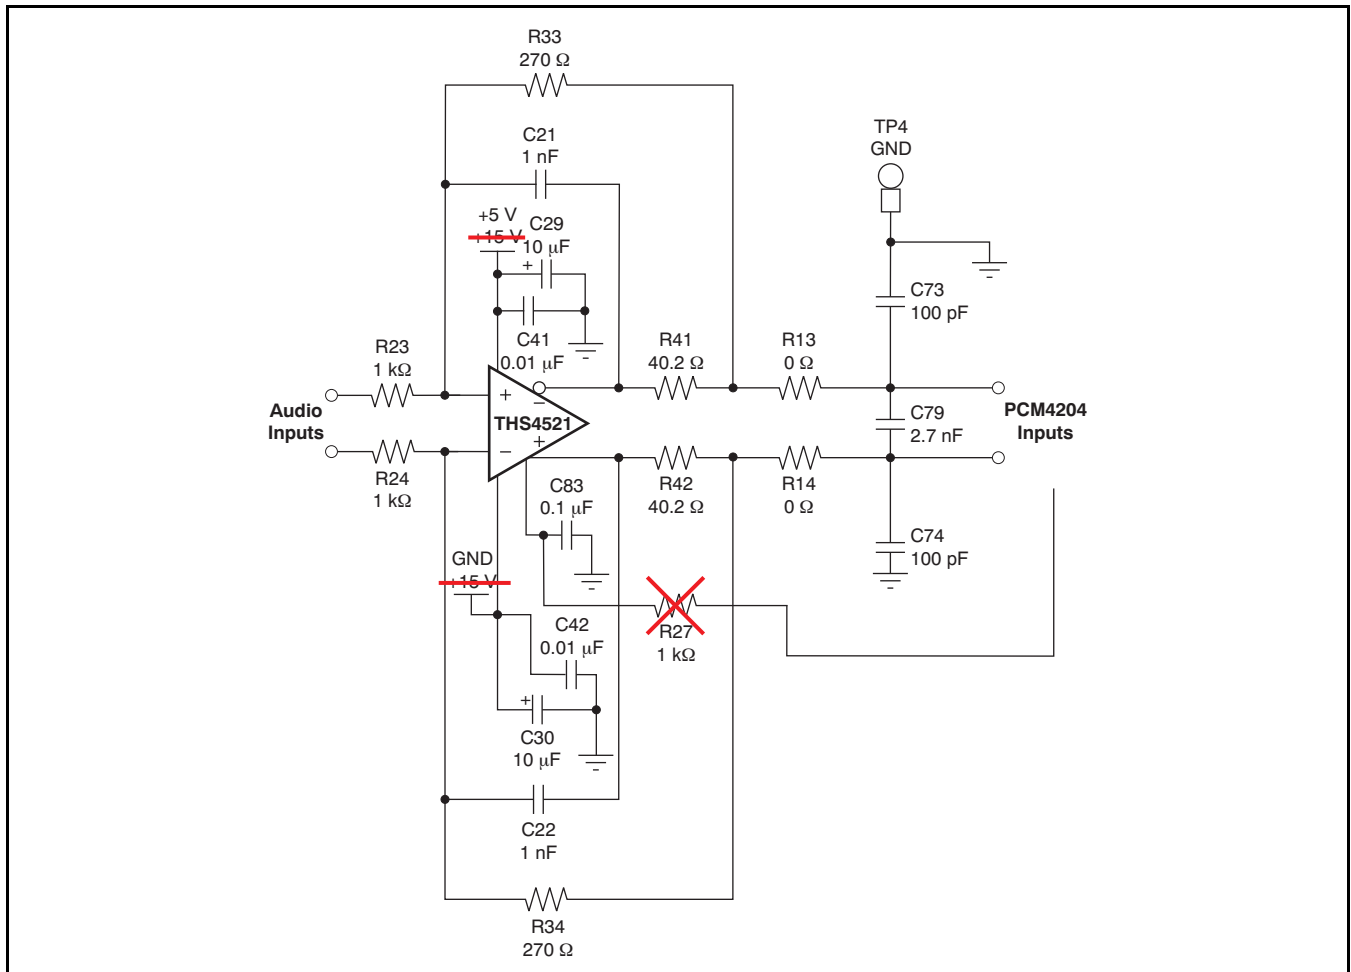 R33
270 Ω
C21
1 nF
+5 V
+15 V
C29
10 µF
+
C41
0.01 µF
TP4
GND
C73
100 pF
R23
1 kΩ
R41
40.2 Ω
R13
0 Ω
Audio
Inputs
+
−
THS4521
+
−
C79
2.7 nF
PCM4204
Inputs
R24
1 kΩ
C83
0.1 µF
R42
40.2 Ω
R14
0 Ω
C74
100 pF
GND
+15 V
R27
1 kΩ
C42
0.01 µF
+
C30
10 µF
C22
1 nF
R34
270 Ω